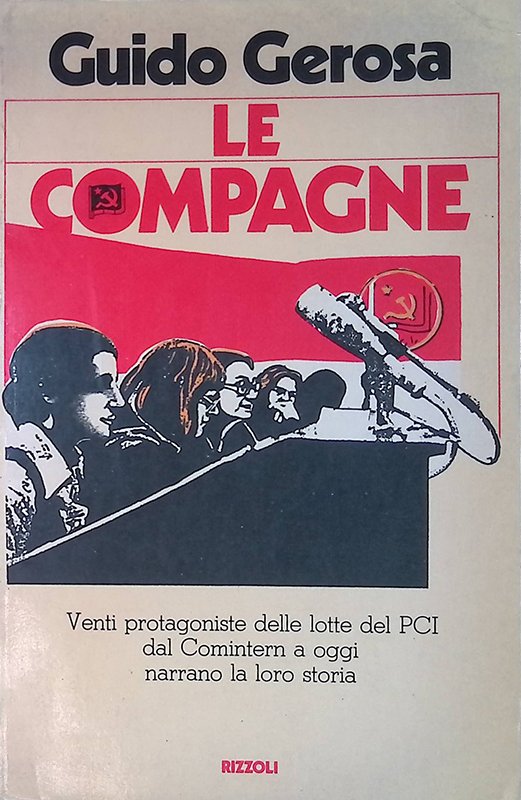 Guido Gerosa
LE
COMPAGNE
Venti protagoniste delle lotte del PCI
dal Comintern a oggi
narrano la loro storia
RIZZOLI